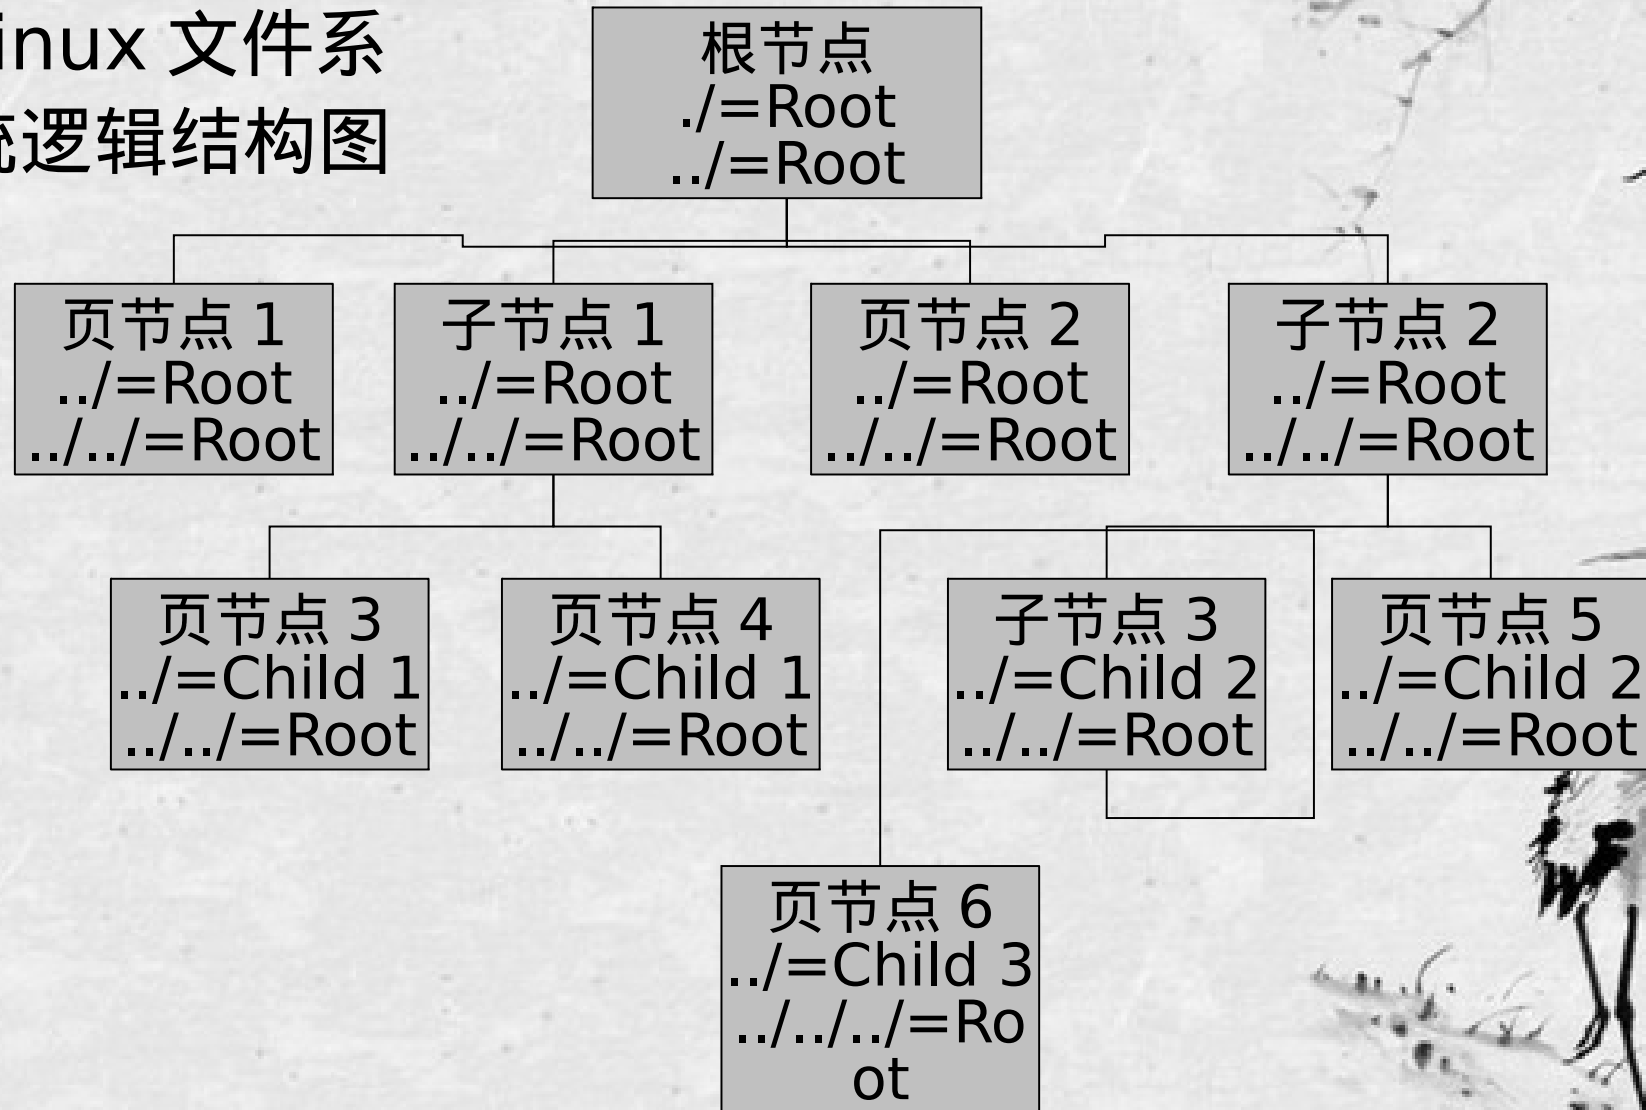 inux 文件系
统逻辑结构图
根节点
./=Root
../=Root
页节点 1
../=Root
../../=Root
子节点 1
../=Root
../../=Root
页节点 2
../=Root
../../=Root
子节点 2
../=Root
../../=Root
页节点 3
../=Child 1
../../=Root
页节点 4
../=Child 1
../../=Root
子节点 3
../=Child 2
../../=Root
页节点 5
../=Child 2
../../=Root
页节点 6
../=Child 3
../../../=Ro
ot